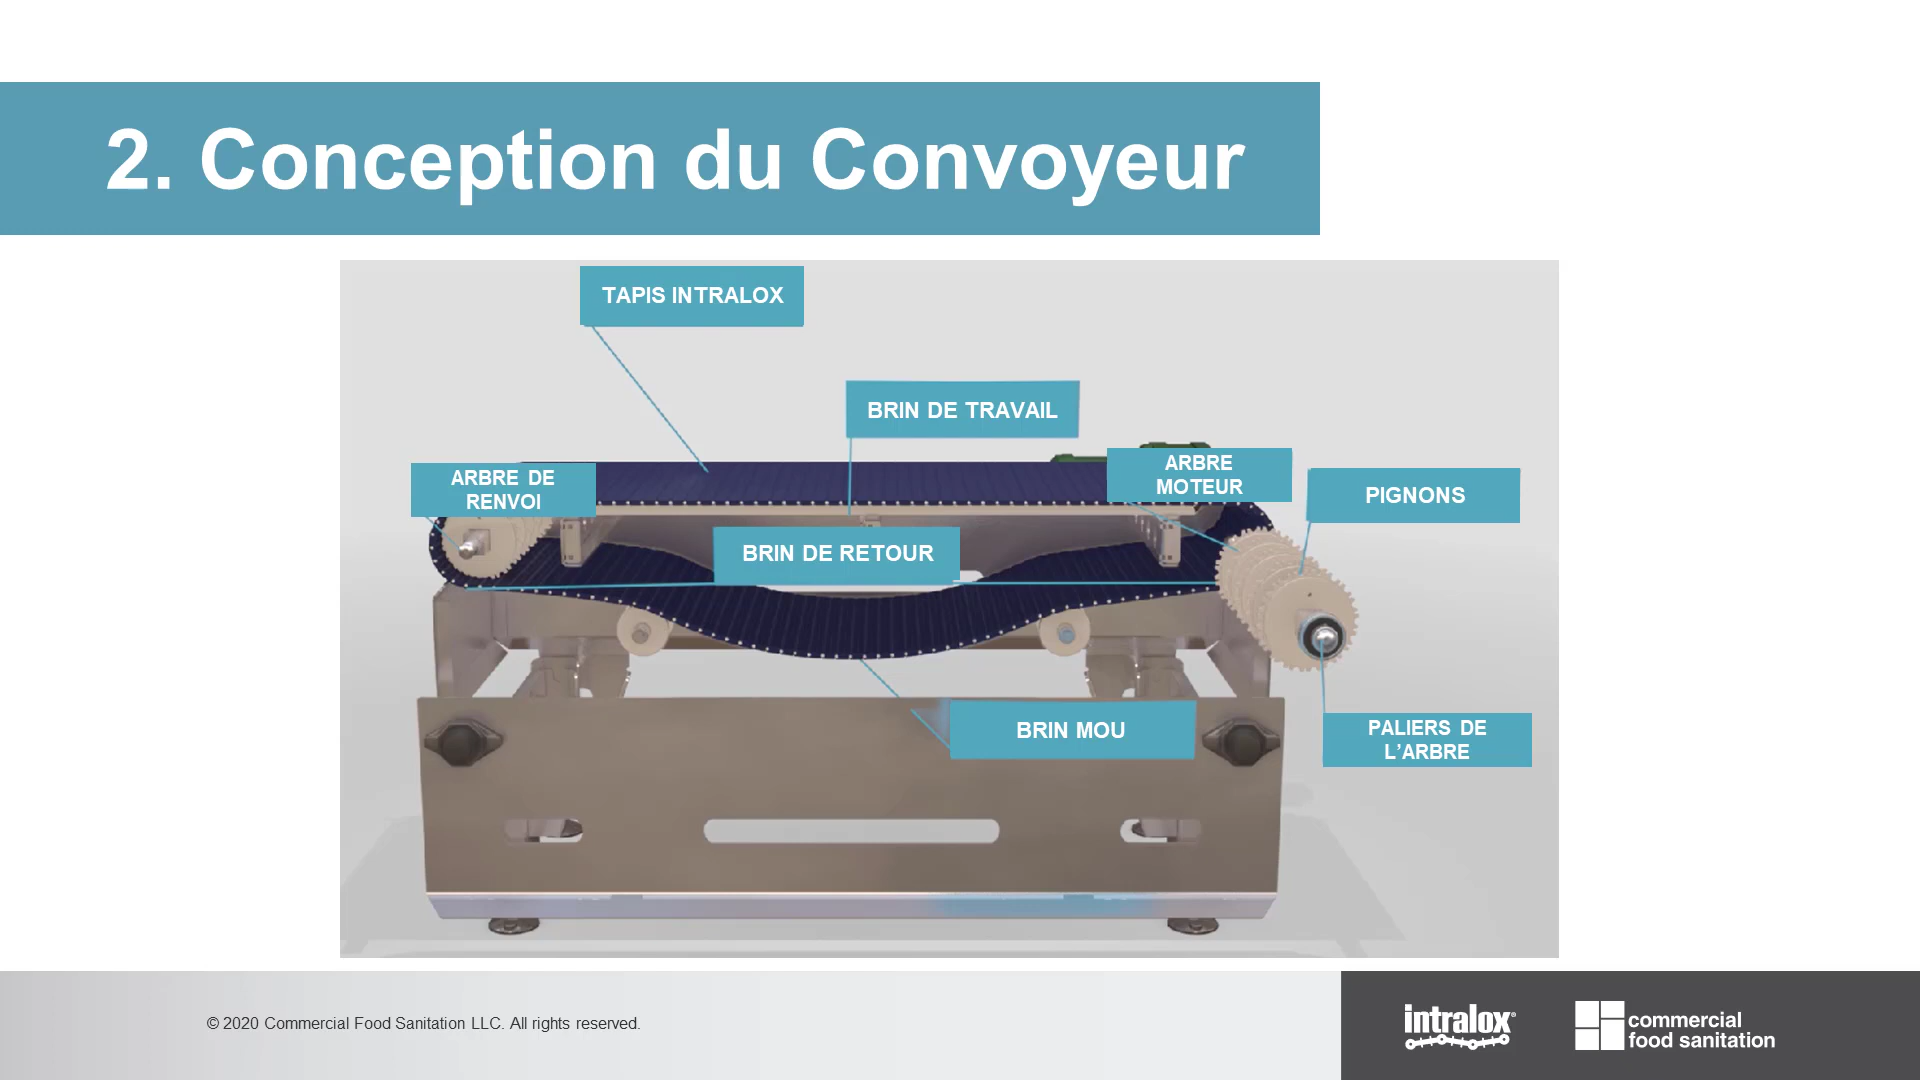 2. Conception du Convoyeur
TAPIS INTRALOX
BRIN DE TRAVAIL
ARBRE DE
RENVOI
ARBRE
MOTEUR
PIGNONS
BRIN DE RETOUR
BRIN MOU
PALIERS DE
L’ARBRE
© 2020 Commercial Food Sanitation LLC. All rights reserved.
intralox®
commercial
food sanitation